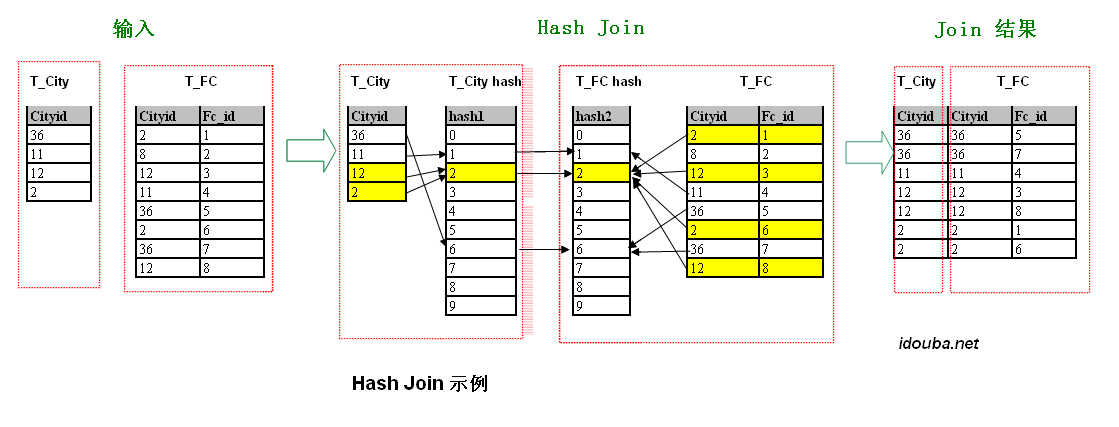 输入
Hash Join
Join 结果
T_City
T_FC
T_City
T_City hash
T_FC hash
T_FC
T_City
T_FC
Cityid
36
11
12
2
Cityid Fc_id
2 1
8 2
12 3
11 4
36 5
2 6
36 7
12 8
Cityid
36
11
12
2
hash1
0
1
2
3
4
5
6
7
8
9
hash2
0
1
2
3
4
5
6
7
8
9
Cityid Fc_id
2 1
8 2
12 3
11 4
36 5
2 6
36 7
12 8
Cityid Cityid Fc_id
36 36 5
36 36 7
11 11 4
12 12 3
12 12 8
2 2 1
2 2 6
idouba.net
Hash Join 示例